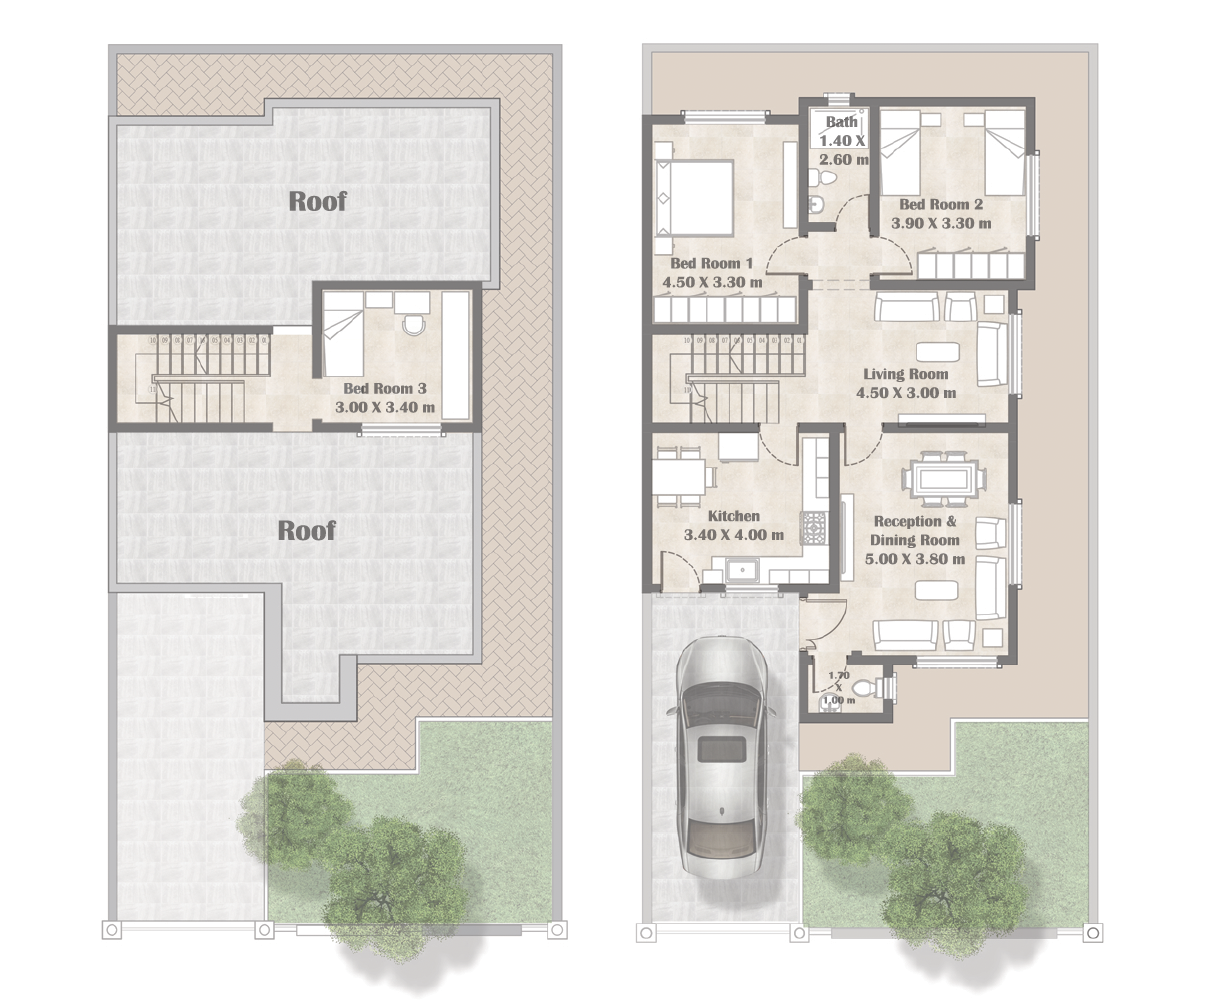 Roof
Bed Room 3
3.00 X 3.40 m
Roof
Bath
1.40 X
2.60 m
Bed Room 2
3.90 X 3.30 m
Bed Room 1
4.50 X 3.30 m
Living Room
4.50 X 3.00 m
Kitchen
3.40 X 4.00 m
Reception &
Dining Room
5.00 X 3.80 m
1.70
X
1.00 m